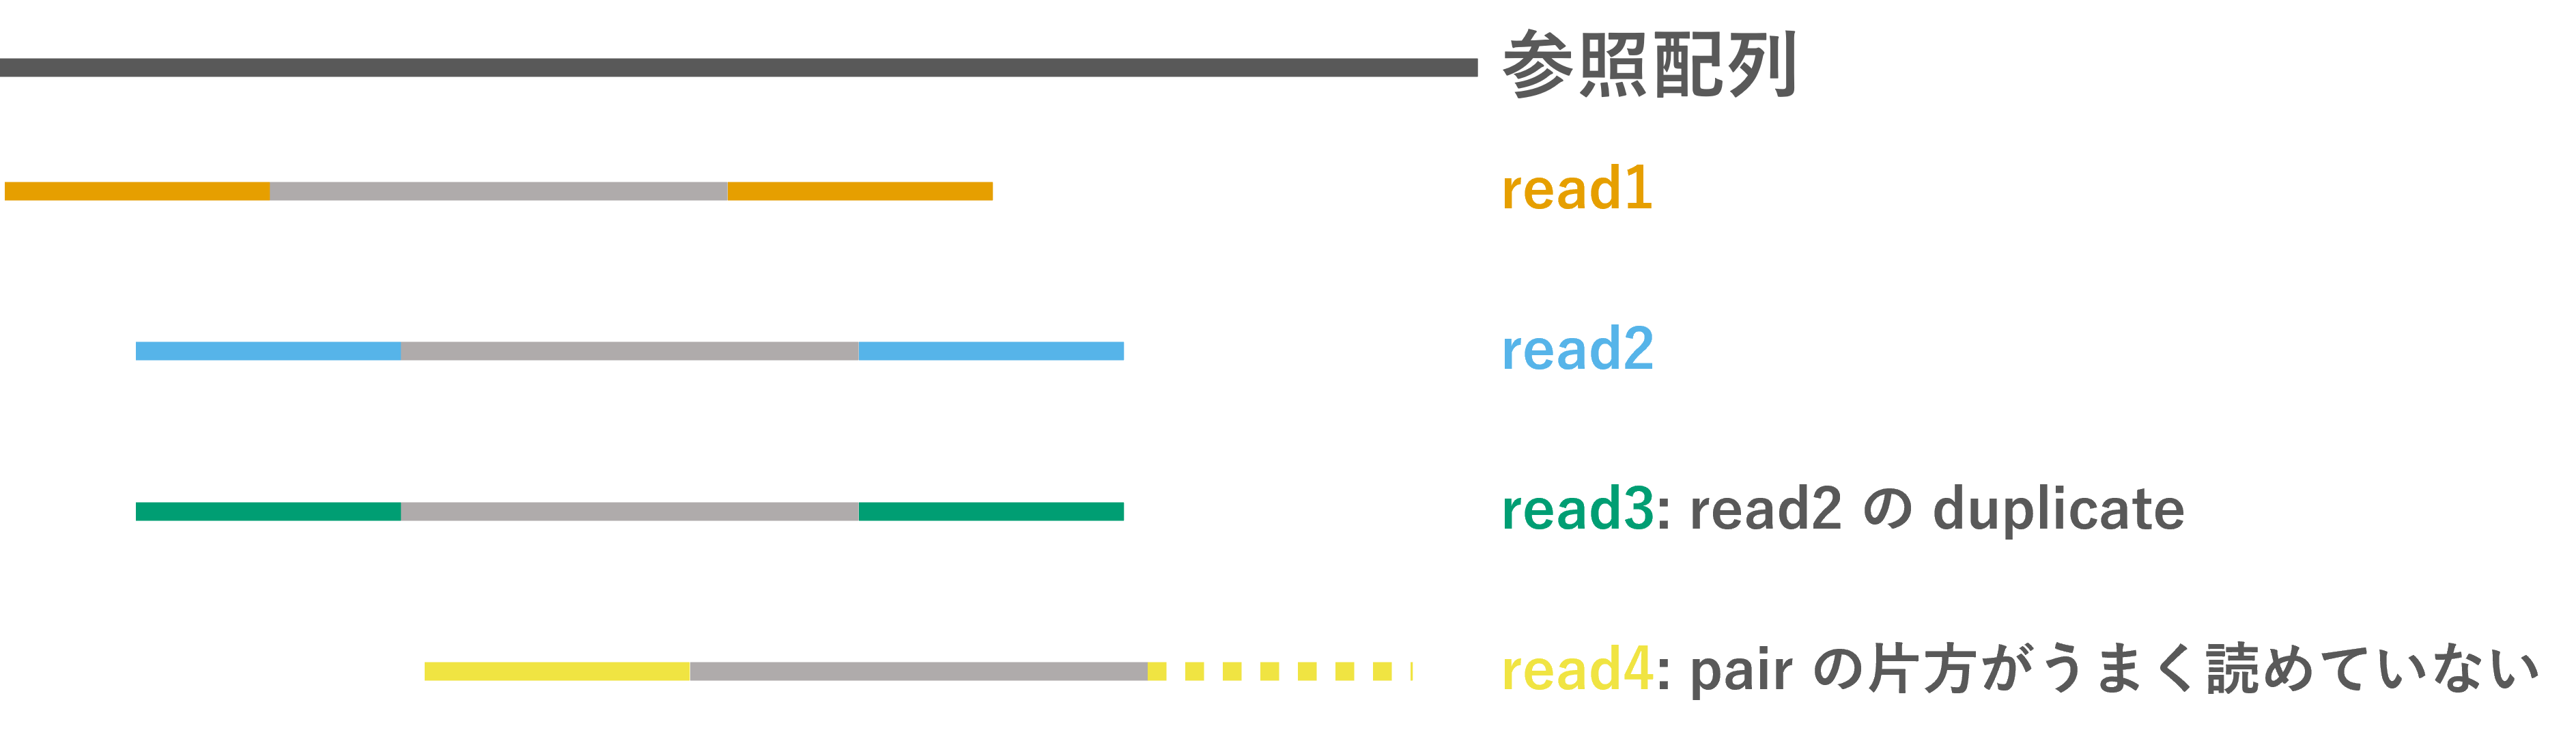 参照配列
read1
read2
read3: read2 の duplicate
read4: pair の片方がうまく読めていない